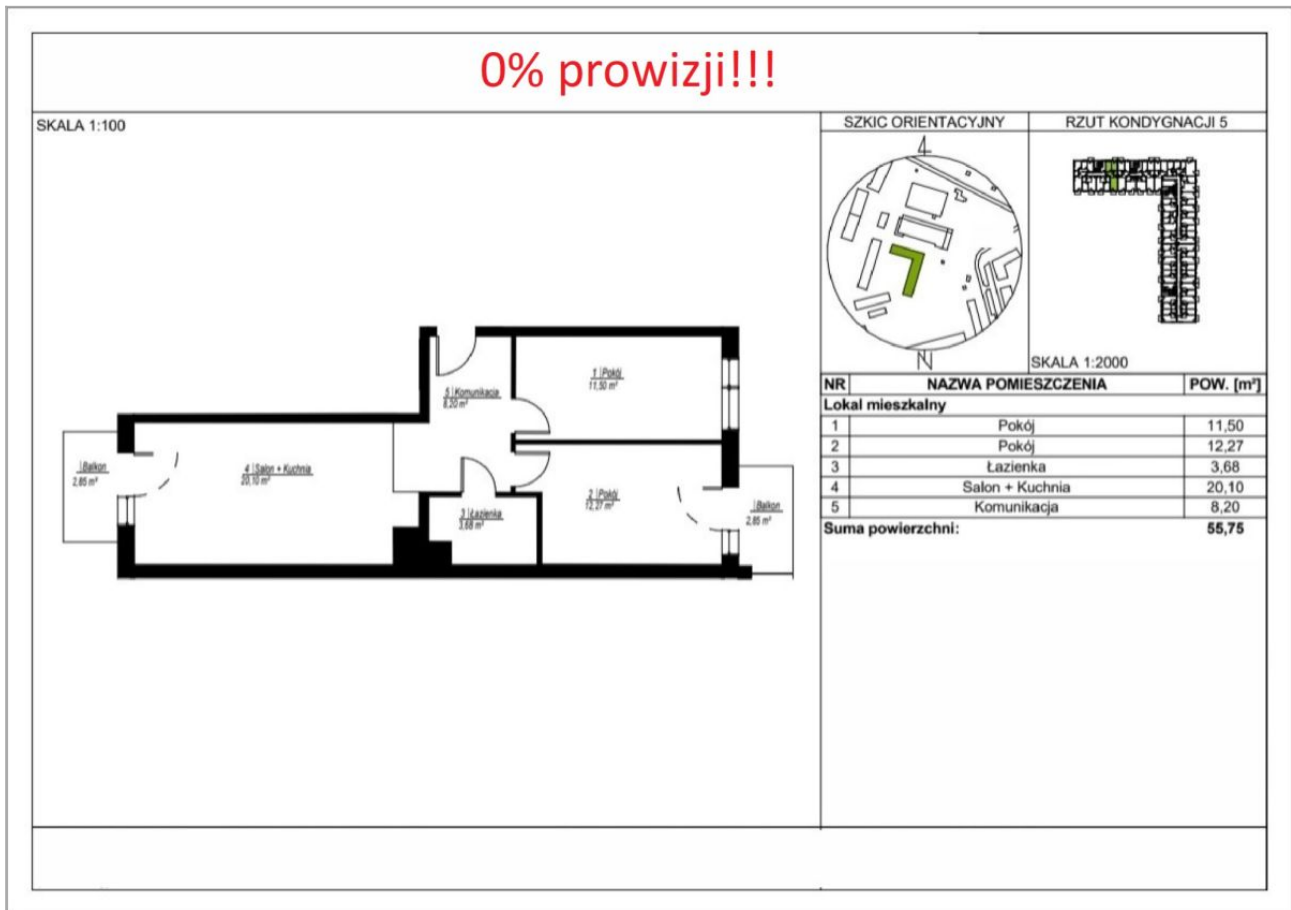 0% prowizji!!!
SKALA 1:100
SZKIC ORIENTACYJNY
RZUT KONDYGNACJI 5
N
SKALA 1:2000
1 | Pokój
11,50 m²
5 | Komunikacja
8,20 m²
4 | Salon + Kuchnia
20,10 m²
| Balkon
2,85 m²
3 | Łazienka
3,68 m²
2 | Pokój
12,27 m²
| Balkon
2,85 m²
NR NAZWA POMIESZCZENIA POW. [m²]
Lokal mieszkalny
1 Pokój 11,50
2 Pokój 12,27
3 Łazienka 3,68
4 Salon + Kuchnia 20,10
5 Komunikacja 8,20
Suma powierzchni: 55,75